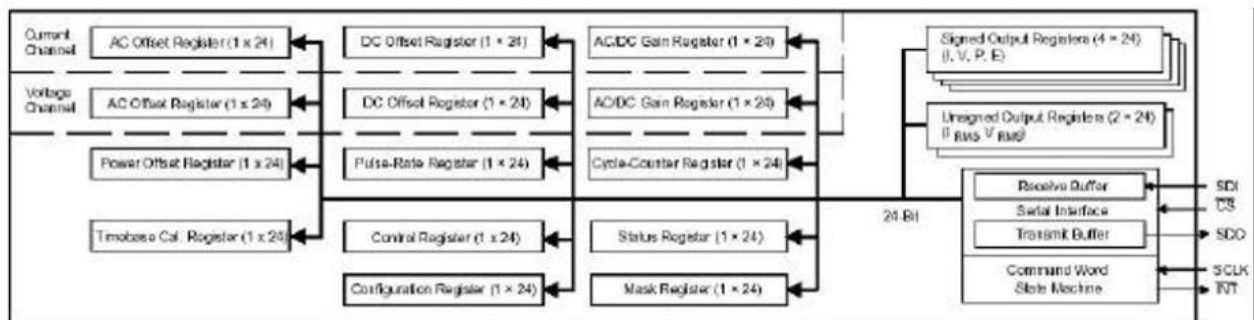 Current
Channel
AC Offset Register (1 x 24)
DC Offset Register (1 × 24)
AC/DC Gain Register (1 × 24)
Signed Output Registers (4 × 24)
(I, V, P, E)
Voltage
Channel
AC Offset Register (1 x 24)
DC Offset Register (1 × 24)
AC/DC Gain Register (1 × 24)
Unsigned Output Registers (2 × 24)
(I RMS V RMS)
Power Offset Register (1 x 24)
Pulse-Rate Register (1 × 24)
Cycle-Counter Register (1 × 24)
Receive Buffer
SDI
24-Bit
Serial Interface
CS
Timebase Cal. Register (1 x 24)
Control Register (1 x 24)
Status Register (1 × 24)
Transmit Buffer
SDO
Configuration Register (1 × 24)
Mask Register (1 × 24)
Command Word
State Machine
SCLK
INT